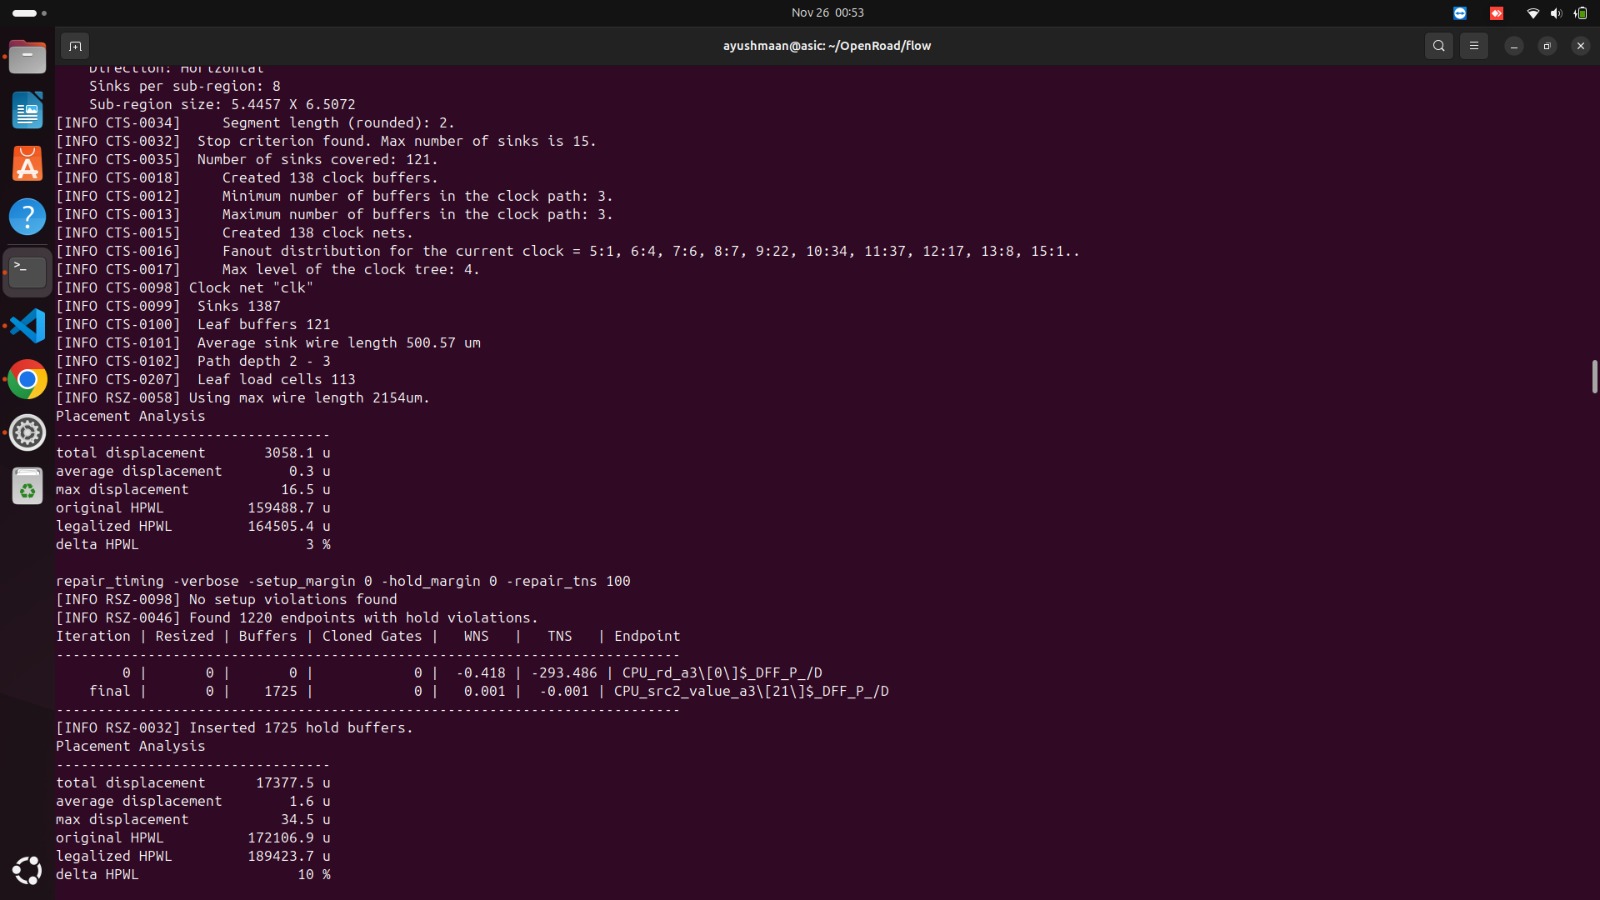 Nov 26 00:53
ayushmaan@asic: ~/OpenRoad/flow
Direction: Horizontal
Sinks per sub-region: 8
Sub-region size: 5.4457 X 6.5072
[INFO CTS-0034]     Segment length (rounded): 2.
[INFO CTS-0032]  Stop criterion found. Max number of sinks is 15.
[INFO CTS-0035]  Number of sinks covered: 121.
[INFO CTS-0018]     Created 138 clock buffers.
[INFO CTS-0012]     Minimum number of buffers in the clock path: 3.
[INFO CTS-0013]     Maximum number of buffers in the clock path: 3.
[INFO CTS-0015]     Created 138 clock nets.
[INFO CTS-0016]     Fanout distribution for the current clock = 5:1, 6:4, 7:6, 8:7, 9:22, 10:34, 11:37, 12:17, 13:8, 15:1..
[INFO CTS-0017]     Max level of the clock tree: 4.
[INFO CTS-0098] Clock net "clk"
[INFO CTS-0099]  Sinks 1387
[INFO CTS-0100]  Leaf buffers 121
[INFO CTS-0101]  Average sink wire length 500.57 um
[INFO CTS-0102]  Path depth 2 - 3
[INFO CTS-0207]  Leaf load cells 113
[INFO RSZ-0058] Using max wire length 2154um.
Placement Analysis
---------------------------------
total displacement       3058.1 u
average displacement        0.3 u
max displacement           16.5 u
original HPWL          159488.7 u
legalized HPWL         164505.4 u
delta HPWL                    3 %
repair_timing -verbose -setup_margin 0 -hold_margin 0 -repair_tns 100
[INFO RSZ-0098] No setup violations found
[INFO RSZ-0046] Found 1220 endpoints with hold violations.
Iteration | Resized | Buffers | Cloned Gates |   WNS   |   TNS   | Endpoint
---------------------------------------------------------------------------
        0 |       0 |       0 |            0 |  -0.418 | -293.486 | CPU_rd_a3\[0\]$_DFF_P_/D
    final |       0 |    1725 |            0 |   0.001 |  -0.001 | CPU_src2_value_a3\[21\]$_DFF_P_/D
---------------------------------------------------------------------------
[INFO RSZ-0032] Inserted 1725 hold buffers.
Placement Analysis
---------------------------------
total displacement      17377.5 u
average displacement        1.6 u
max displacement           34.5 u
original HPWL          172106.9 u
legalized HPWL         189423.7 u
delta HPWL                   10 %